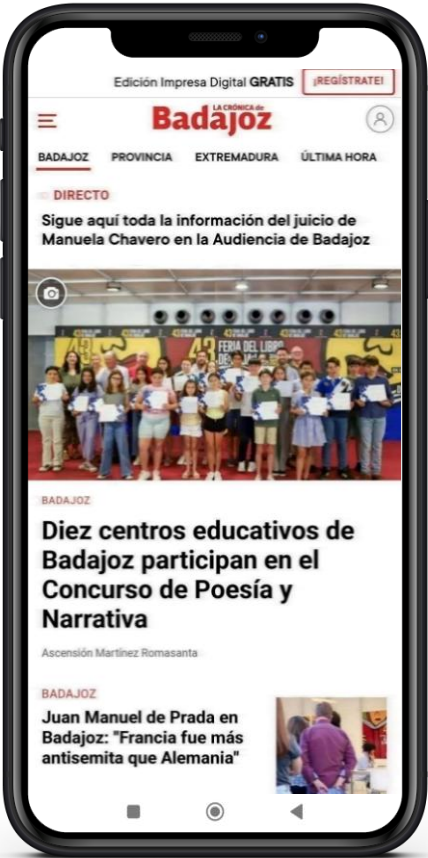 Edición Impresa Digital GRATIS ¡REGÍSTRATE!
LA CRÓNICA de
Badajoz
BADAJOZ PROVINCIA EXTREMADURA ÚLTIMA HORA
DIRECTO
Sigue aquí toda la información del juicio de
Manuela Chavero en la Audiencia de Badajoz
43 FERIA DEL LIBRO
BADAJOZ
Diez centros educativos de
Badajoz participan en el
Concurso de Poesía y
Narrativa
Ascensión Martínez Romasanta
BADAJOZ
Juan Manuel de Prada en
Badajoz: "Francia fue más
antisemita que Alemania"